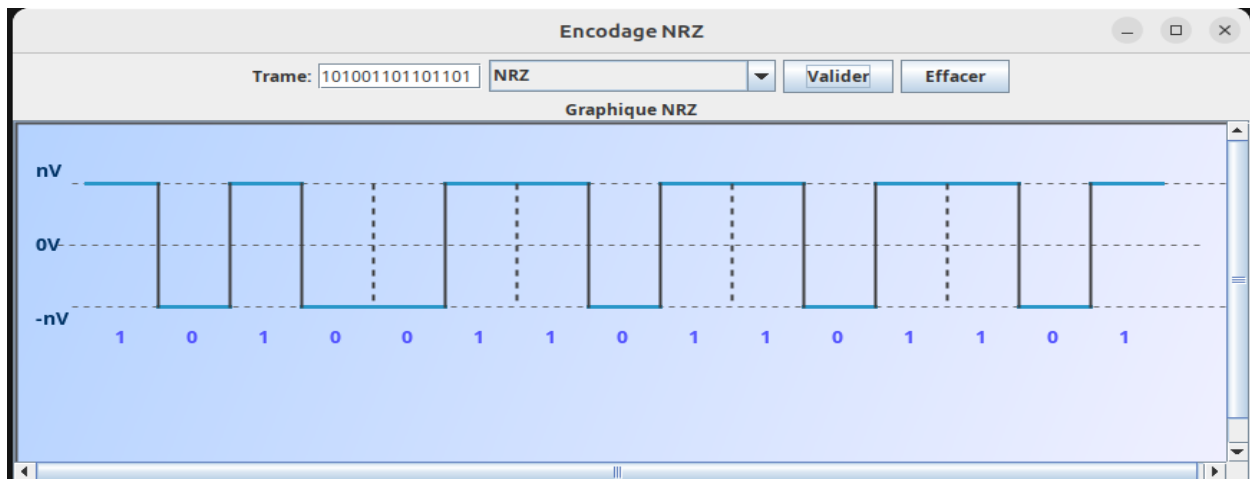 Encodage NRZ
Trame: 101001101101101 NRZ Valider Effacer
Graphique NRZ
nV
0V
-nV
1 0 1 0 0 1 1 0 1 1 0 1 1 0 1